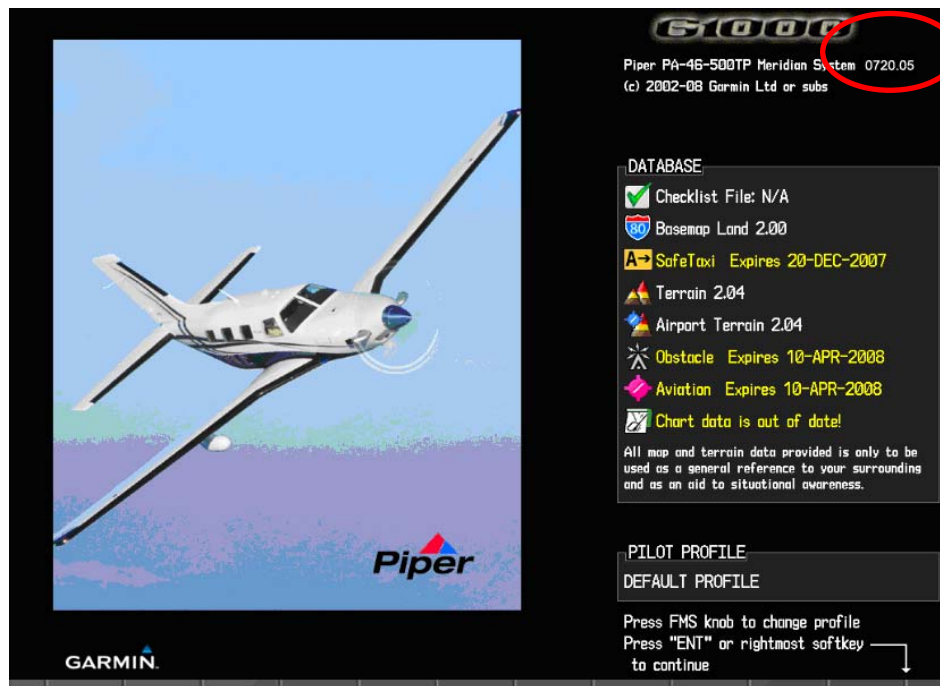 G1000
Piper PA-46-500TP Meridian System 0720.05
(c) 2002-08 Garmin Ltd or subs
DATABASE
Checklist File: N/A
80
Basemap Land 2.00
A→
SafeTaxi Expires 20-DEC-2007
Terrain 2.04
Airport Terrain 2.04
Obstacle Expires 10-APR-2008
Aviation Expires 10-APR-2008
Chart data is out of date!
All map and terrain data provided is only to be
used as a general reference to your surrounding
and as an aid to situational awareness.
Piper
PILOT PROFILE
DEFAULT PROFILE
Press FMS knob to change profile
Press "ENT" or rightmost softkey
to continue
GARMIN.